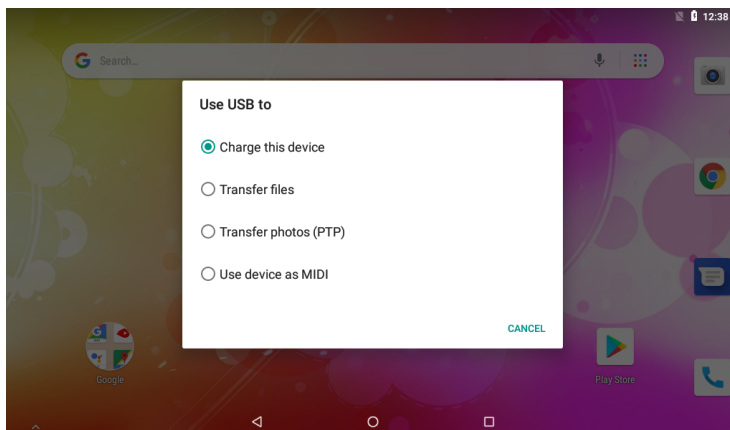 12:38
Search...
Use USB to
Charge this device
Transfer files
Transfer photos (PTP)
Use device as MIDI
CANCEL
Google
Play Store